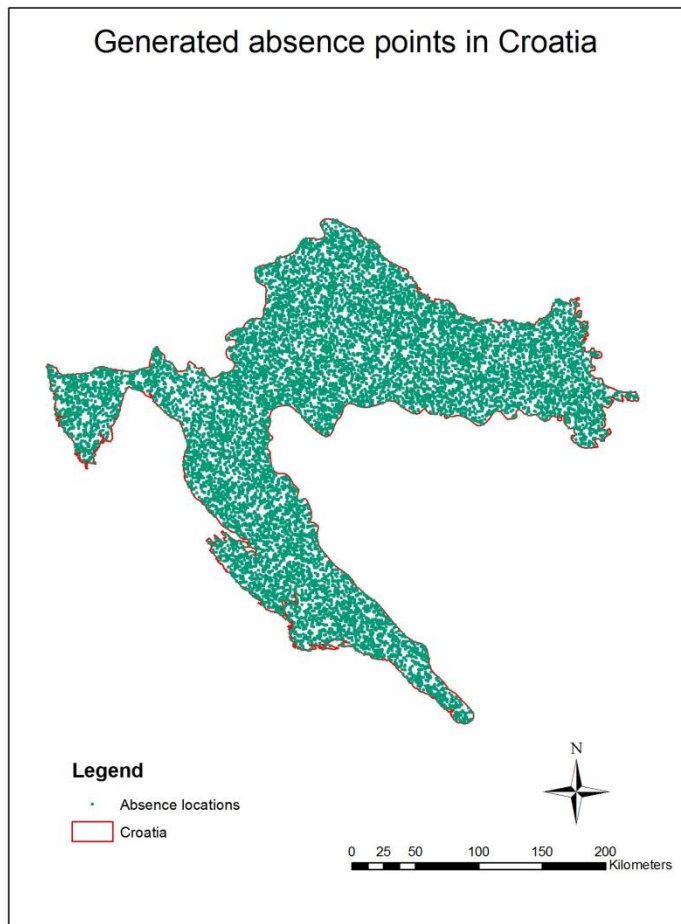 Generated absence points in Croatia
Legend
Absence locations
Croatia
N
0 25 50 100 150 200
Kilometers